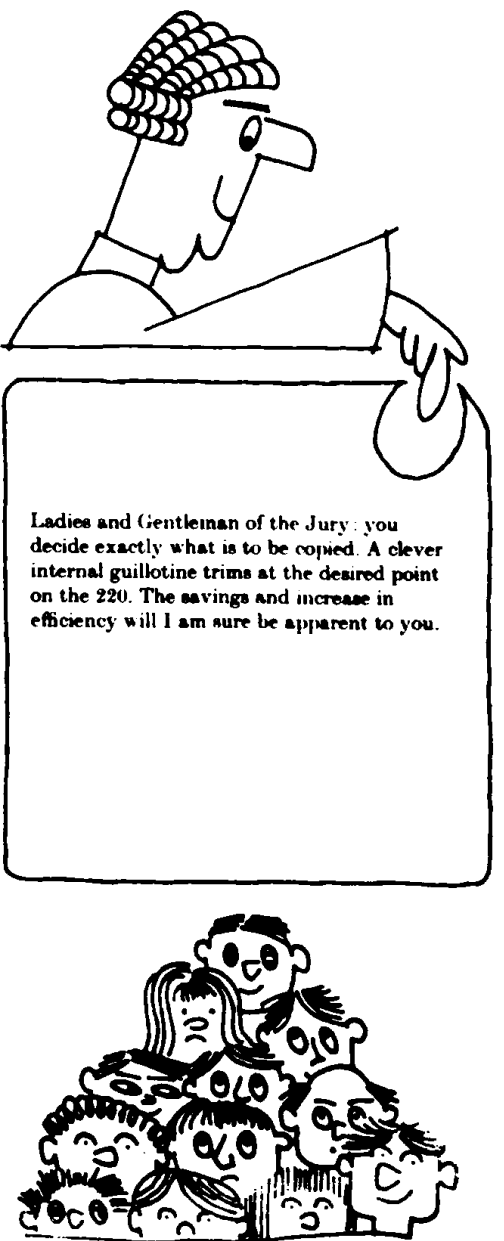 Ladies and Gentleman of the Jury: you
decide exactly what is to be copied. A clever
internal guillotine trims at the desired point
on the 220. The savings and increase in
efficiency will I am sure be apparent to you.